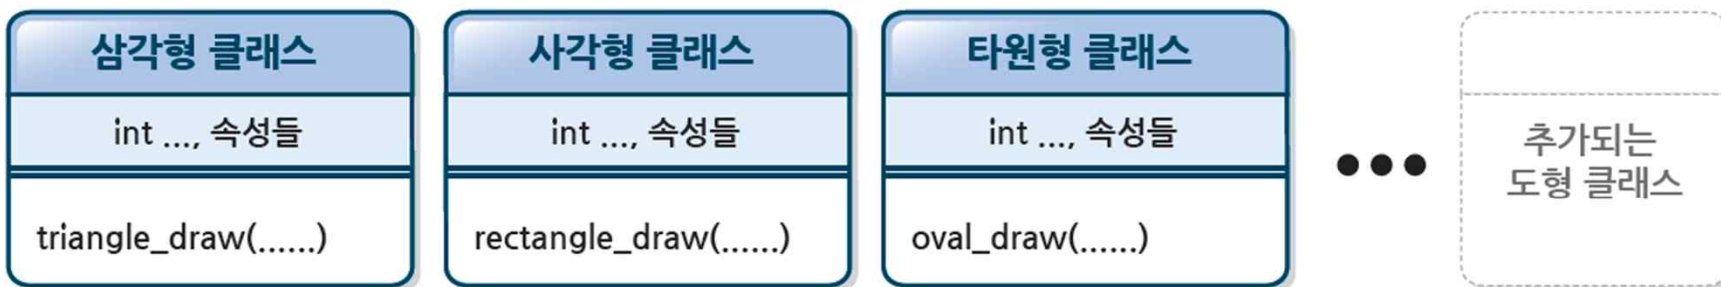 삼각형 클래스
int ..., 속성들
triangle_draw(......)
사각형 클래스
int ..., 속성들
rectangle_draw(......)
타원형 클래스
int ..., 속성들
oval_draw(......)
추가되는
도형 클래스